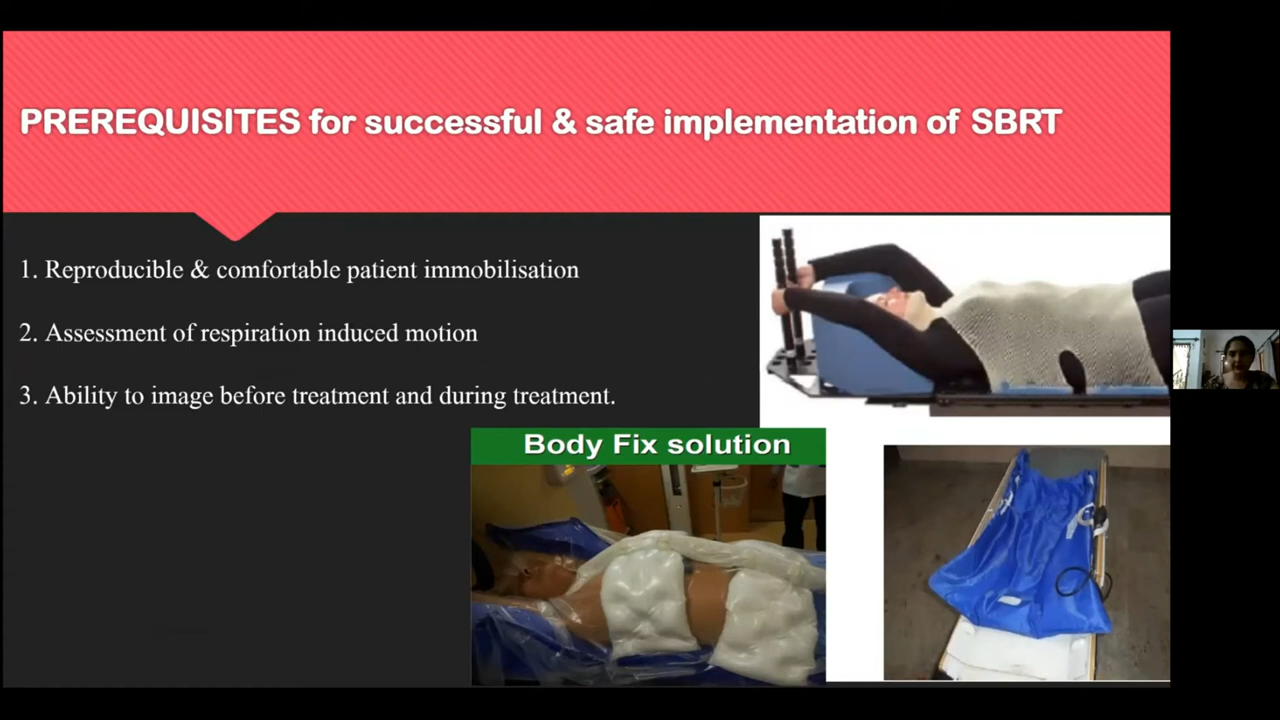 PREREQUISITES for successful & safe implementation of SBRT
1. Reproducible & comfortable patient immobilisation
2. Assessment of respiration induced motion
3. Ability to image before treatment and during treatment.
Body Fix solution